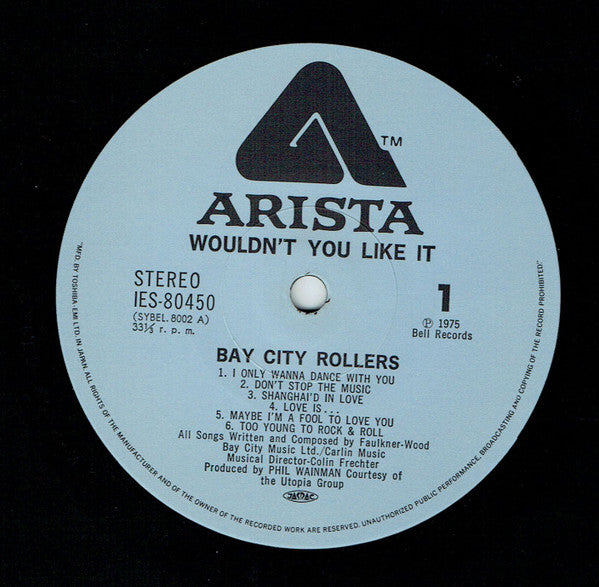 TM
ARISTA
WOULDN'T YOU LIKE IT
STEREO
IES-80450
(SYBEL.8002 A)
33⅓ r. p. m.
1
Ⓟ 1975
Bell Records
BAY CITY ROLLERS
1. I ONLY WANNA DANCE WITH YOU
2. DON'T STOP THE MUSIC
3. SHANGHAI'D IN LOVE
4. LOVE IS...
5. MAYBE I'M A FOOL TO LOVE YOU
6. TOO YOUNG TO ROCK & ROLL
All Songs Written and Composed by Faulkner-Wood
Bay City Music Ltd./Carlin Music
Musical Director-Colin Frechter
Produced by PHIL WAINMAN Courtesy of
the Utopia Group
JASRAC
"MFD. BY TOSHIBA-EMI LTD. IN JAPAN. ALL RIGHTS OF THE MANUFACTURER AND OF THE OWNER OF THE RECORDED WORK ARE RESERVED. UNAUTHORIZED PUBLIC PERFORMANCE, BROADCASTING AND COPYING OF THE RECORD PROHIBITED."